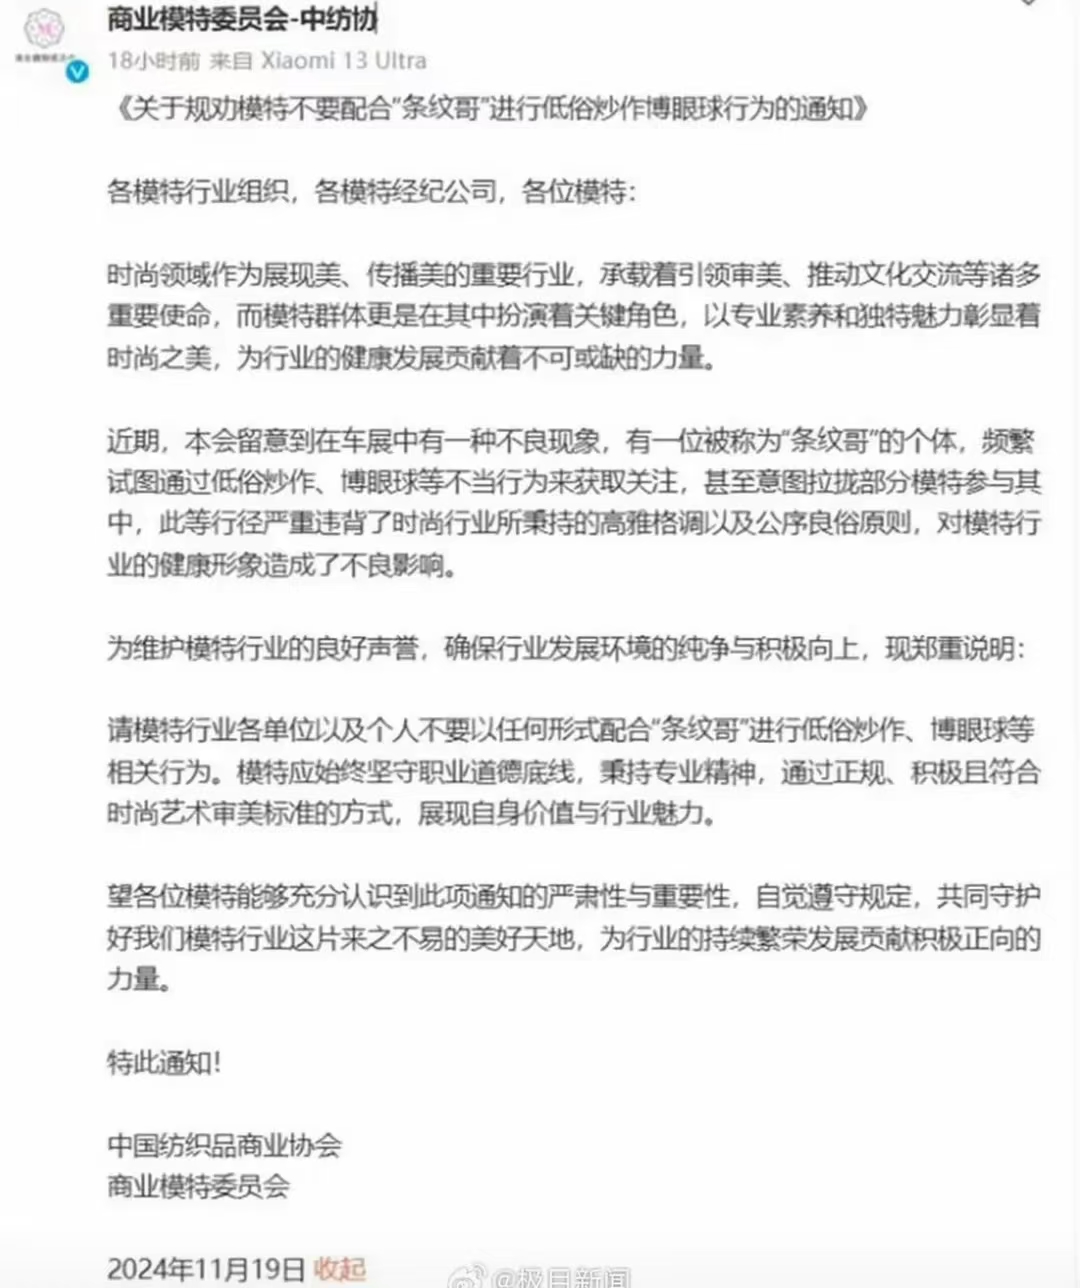 商业模特委员会-中纺协
18小时前 来自 Xiaomi 13 Ultra
《关于规劝模特不要配合“条纹哥”进行低俗炒作博眼球行为的通知》
各模特行业组织，各模特经纪公司，各位模特：
时尚领域作为展现美、传播美的重要行业，承载着引领审美、推动文化交流等诸多
重要使命，而模特群体更是在其中扮演着关键角色，以专业素养和独特魅力彰显着
时尚之美，为行业的健康发展贡献着不可或缺的力量。
近期，本会留意到在车展中有一种不良现象，有一位被称为“条纹哥”的个体，频繁
试图通过低俗炒作、博眼球等不当行为来获取关注，甚至意图拉拢部分模特参与其
中，此等行径严重违背了时尚行业所秉持的高雅格调以及公序良俗原则，对模特行
业的健康形象造成了不良影响。
为维护模特行业的良好声誉，确保行业发展环境的纯净与积极向上，现郑重说明：
请模特行业各单位以及个人不要以任何形式配合“条纹哥”进行低俗炒作、博眼球等
相关行为。模特应始终坚守职业道德底线，秉持专业精神，通过正规、积极且符合
时尚艺术审美标准的方式，展现自身价值与行业魅力。
望各位模特能够充分认识到此项通知的严肃性与重要性，自觉遵守规定，共同守护
好我们模特行业这片来之不易的美好天地，为行业的持续繁荣发展贡献积极正向的
力量。
特此通知！
中国纺织品商业协会
商业模特委员会
2024年11月19日 收起
@极目新闻